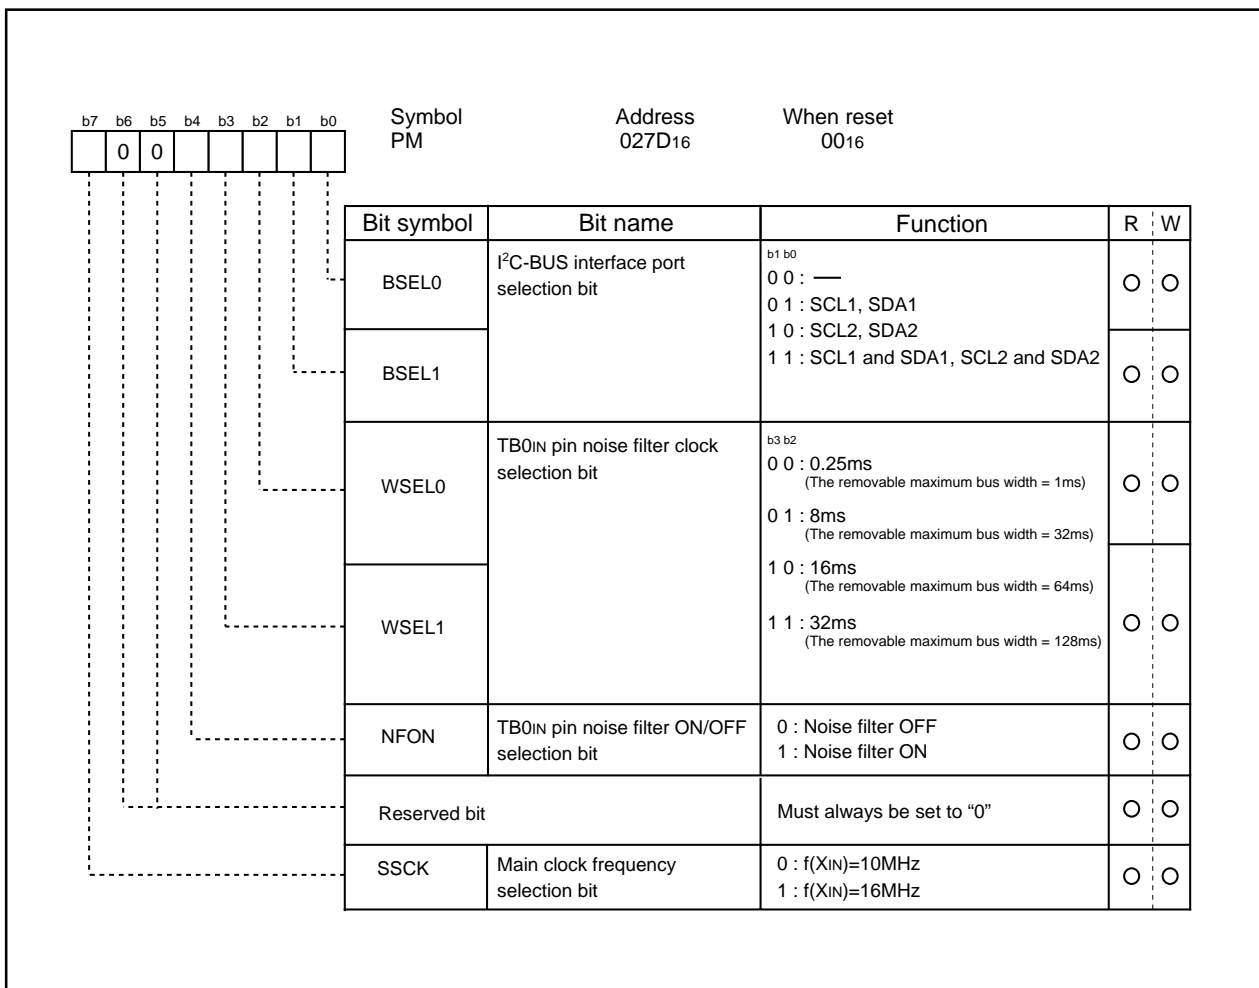 b7 b6 b5 b4 b3 b2 b1 b0
0 0
Symbol Address When reset
PM 027D16 0016
Bit symbol Bit name Function R W
BSEL0
I2C-BUS interface port
selection bit
b1 b0
0 0 : —
0 1 : SCL1, SDA1
1 0 : SCL2, SDA2
1 1 : SCL1 and SDA1, SCL2 and SDA2
BSEL1
WSEL0
TB0IN pin noise filter clock
selection bit
b3 b2
0 0 : 0.25ms
(The removable maximum bus width = 1ms)
0 1 : 8ms
(The removable maximum bus width = 32ms)
1 0 : 16ms
(The removable maximum bus width = 64ms)
1 1 : 32ms
(The removable maximum bus width = 128ms)
WSEL1
NFON
TB0IN pin noise filter ON/OFF
selection bit
0 : Noise filter OFF
1 : Noise filter ON
Reserved bit
Must always be set to “0”
SSCK
Main clock frequency
selection bit
0 : f(XIN)=10MHz
1 : f(XIN)=16MHz